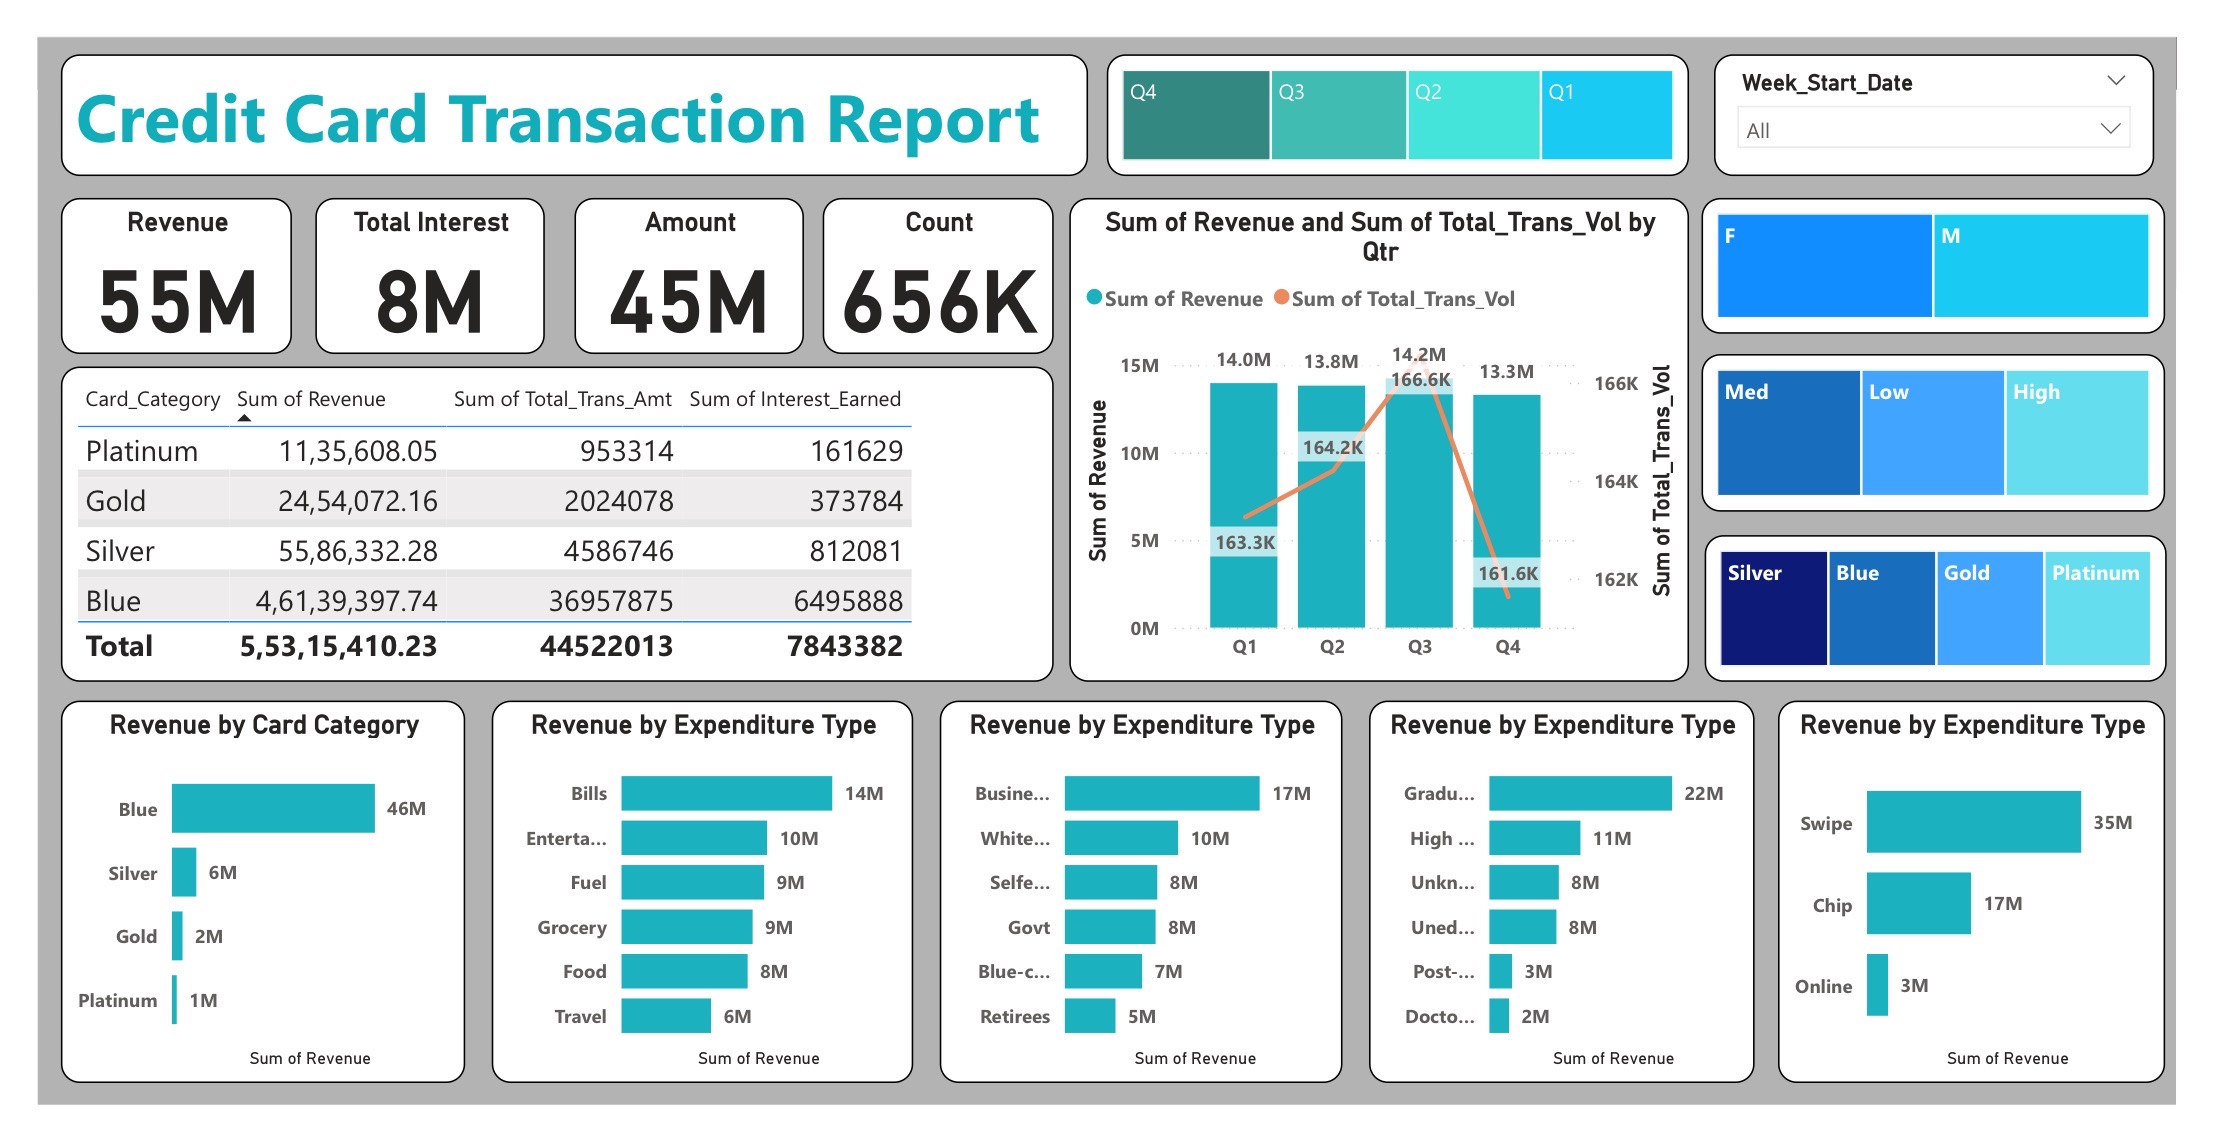 Credit Card Transaction Report
Q4 Q3 Q2 Q1
Week_Start_Date
All
Revenue
55M
Total Interest
8M
Amount
45M
Count
656K
Card_Category Sum of Revenue Sum of Total_Trans_Amt Sum of Interest_Earned
Platinum 11,35,608.05 953314 161629
Gold 24,54,072.16 2024078 373784
Silver 55,86,332.28 4586746 812081
Blue 4,61,39,397.74 36957875 6495888
Total 5,53,15,410.23 44522013 7843382
Sum of Revenue and Sum of Total_Trans_Vol by
Qtr
Sum of Revenue Sum of Total_Trans_Vol
Sum of Revenue
15M
10M
5M
0M
14.0M 13.8M 14.2M 13.3M
163.3K 164.2K 166.6K 161.6K
Q1 Q2 Q3 Q4
166K
164K
162K
Sum of Total_Trans_Vol
F M
Med Low High
Silver Blue Gold Platinum
Revenue by Card Category
Blue 46M
Silver 6M
Gold 2M
Platinum 1M
Sum of Revenue
Revenue by Expenditure Type
Bills 14M
Enterta... 10M
Fuel 9M
Grocery 9M
Food 8M
Travel 6M
Sum of Revenue
Revenue by Expenditure Type
Busine... 17M
White... 10M
Selfe... 8M
Govt 8M
Blue-c... 7M
Retirees 5M
Sum of Revenue
Revenue by Expenditure Type
Gradu... 22M
High ... 11M
Unkn... 8M
Uned... 8M
Post-... 3M
Docto... 2M
Sum of Revenue
Revenue by Expenditure Type
Swipe 35M
Chip 17M
Online 3M
Sum of Revenue